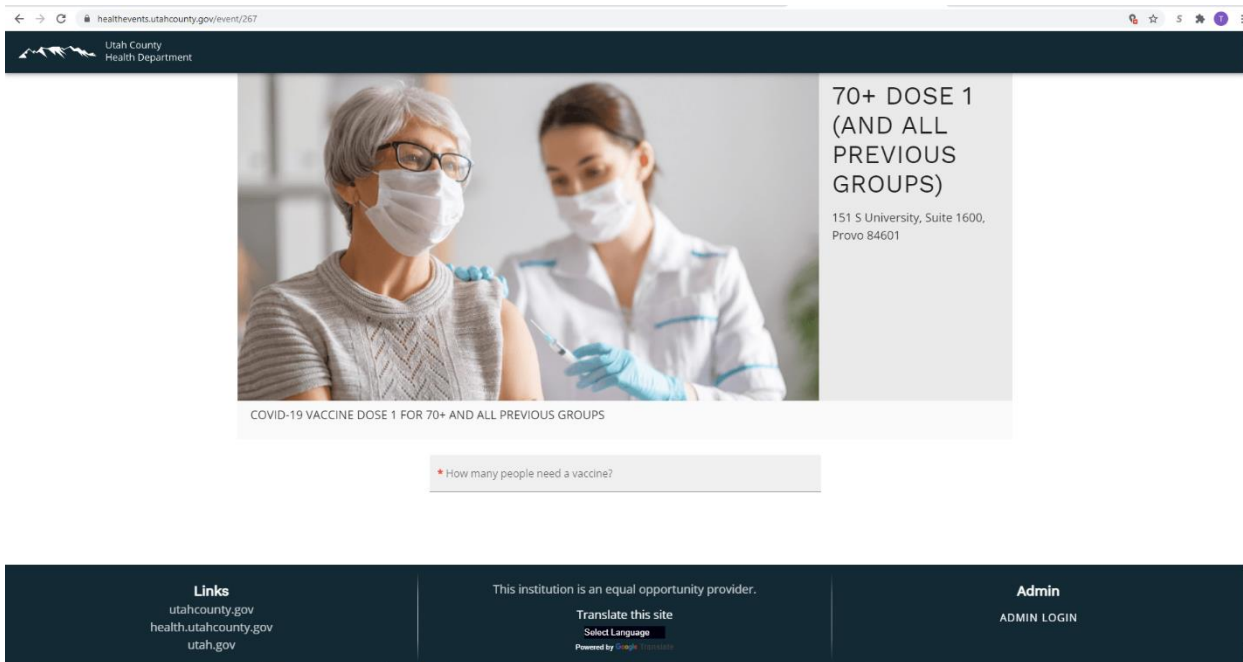 healthevents.utahcounty.gov/event/267
S
T
Utah County
Health Department
70+ DOSE 1
(AND ALL
PREVIOUS
GROUPS)
151 S University, Suite 1600,
Provo 84601
COVID-19 VACCINE DOSE 1 FOR 70+ AND ALL PREVIOUS GROUPS
* How many people need a vaccine?
Links
utahcounty.gov
health.utahcounty.gov
utah.gov
This institution is an equal opportunity provider.
Translate this site
Select Language
Powered by Google Translate
Admin
ADMIN LOGIN